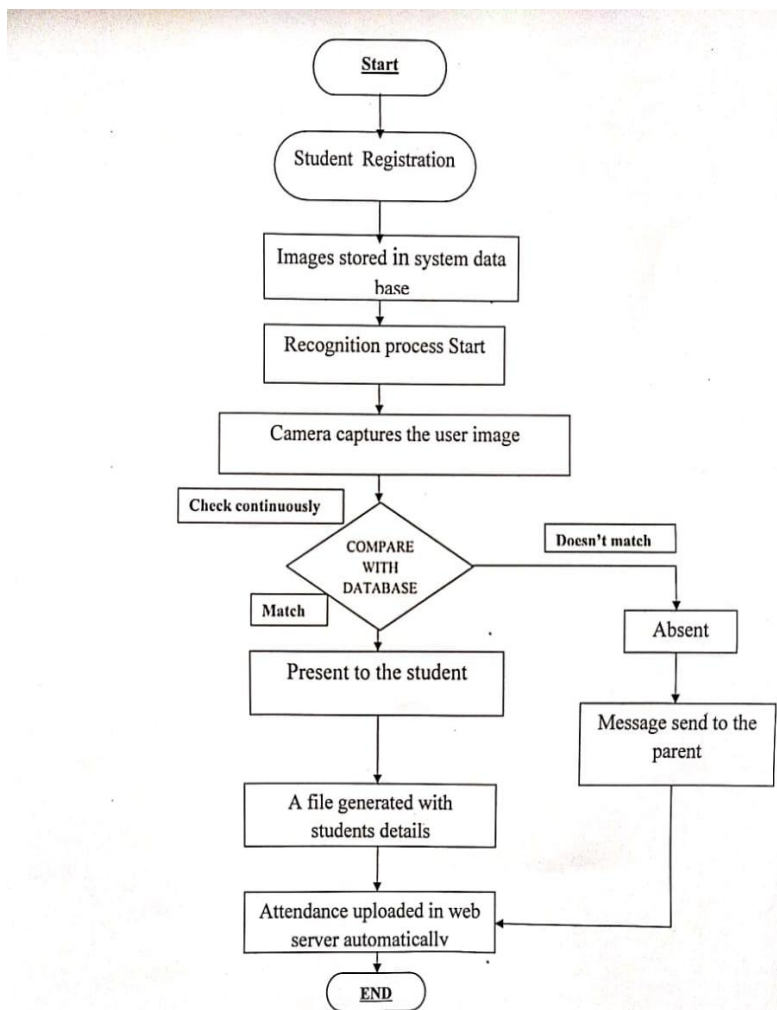 Start
Student Registration
Images stored in system data
base
Recognition process Start
Camera captures the user image
Check continuously
COMPARE
WITH
DATABASE
Doesn't match
Match
Absent
Present to the student
Message send to the
parent
A file generated with
students details
Attendance uploaded in web
server automatically
END